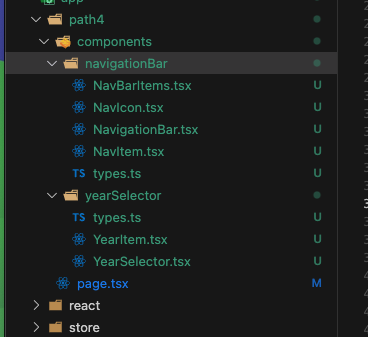 app
path4
components
navigationBar
NavBarItems.tsx U
NavIcon.tsx U
NavigationBar.tsx U
NavItem.tsx U
TS types.ts U
yearSelector
TS types.ts U
YearItem.tsx U
YearSelector.tsx U
page.tsx M
react
store